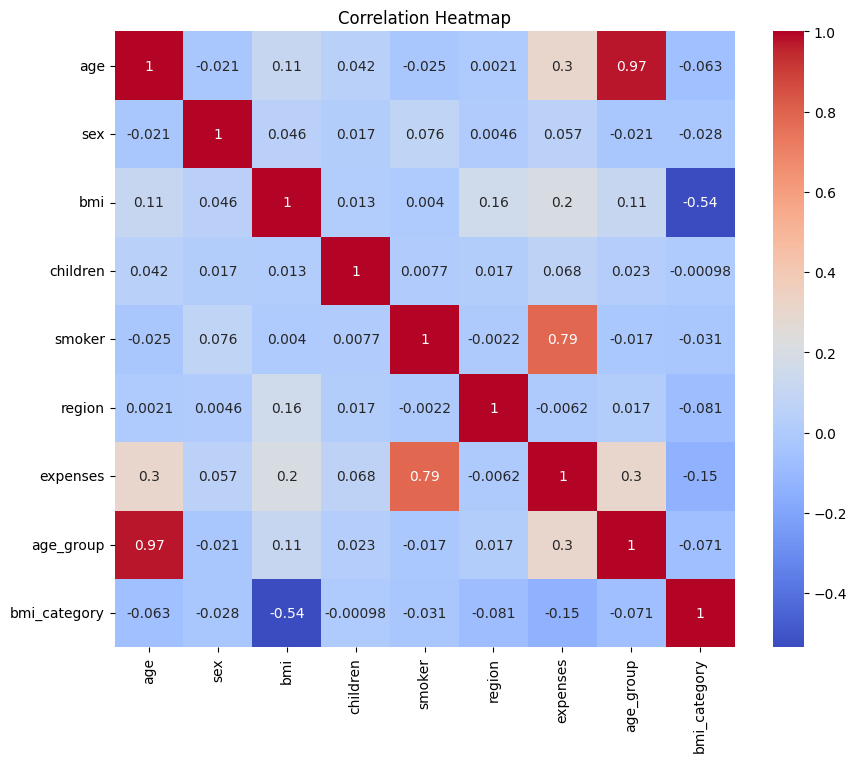 Correlation Heatmap
age 1 -0.021 0.11 0.042 -0.025 0.0021 0.3 0.97 -0.063
sex -0.021 1 0.046 0.017 0.076 0.0046 0.057 -0.021 -0.028
bmi 0.11 0.046 1 0.013 0.004 0.16 0.2 0.11 -0.54
children 0.042 0.017 0.013 1 0.0077 0.017 0.068 0.023 -0.00098
smoker -0.025 0.076 0.004 0.0077 1 -0.0022 0.79 -0.017 -0.031
region 0.0021 0.0046 0.16 0.017 -0.0022 1 -0.0062 0.017 -0.081
expenses 0.3 0.057 0.2 0.068 0.79 -0.0062 1 0.3 -0.15
age_group 0.97 -0.021 0.11 0.023 -0.017 0.017 0.3 1 -0.071
bmi_category -0.063 -0.028 -0.54 -0.00098 -0.031 -0.081 -0.15 -0.071 1
age sex bmi children smoker region expenses age_group bmi_category
1.0
0.8
0.6
0.4
0.2
0.0
−0.2
−0.4